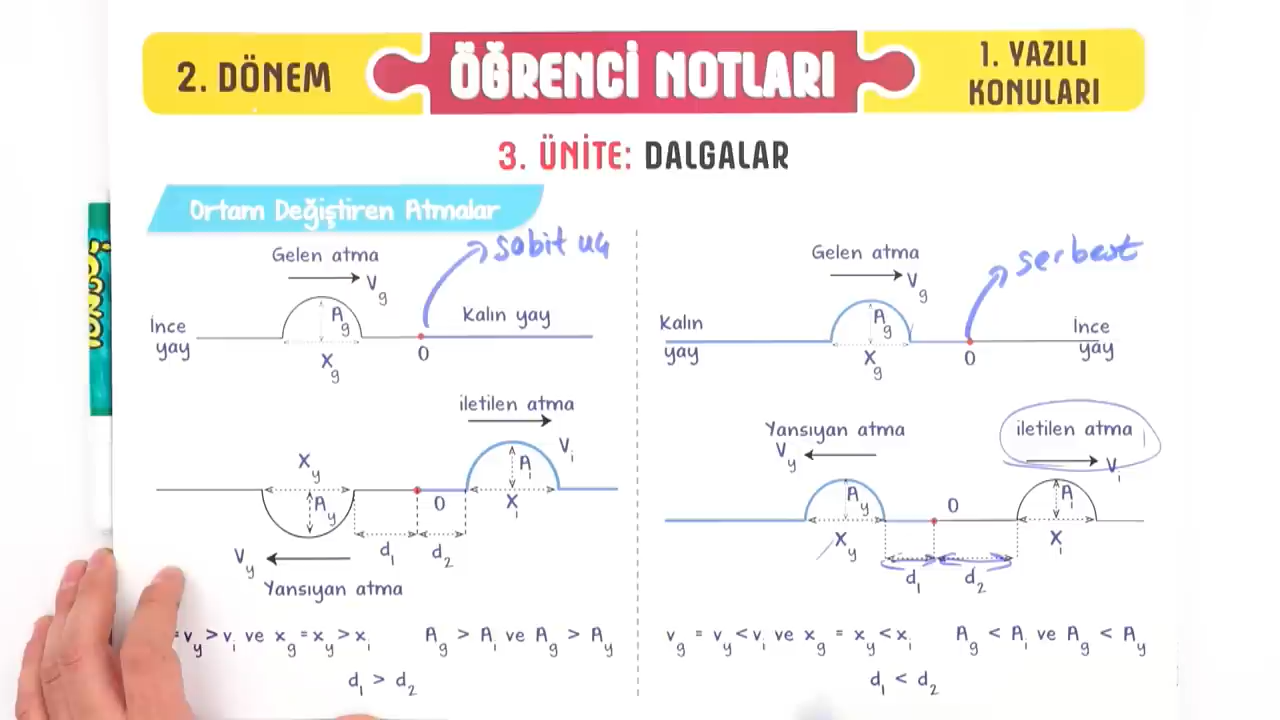 2. DÖNEM
ÖĞRENCİ NOTLARI
1. YAZILI
KONULARI
3. ÜNİTE: DALGALAR
Ortam Değiştiren Atmalar
sabit uç
Gelen atma
Vg
Ag
Xg
İnce
yay
Kalın yay
O
iletilen atma
Vi
Ai
Xi
Xy
Ay
O
d1
d2
Vy
Yansıyan atma
=vy > vi ve xg = xy > xi
Ag > Ai ve Ag > Ay
d1 > d2
serbest
Gelen atma
Vg
Ag
Xg
Kalın
yay
İnce
yay
O
Yansıyan atma
Vy
iletilen atma
Vi
Ay
O
Ai
Xy
Xi
d1
d2
vg = vy < vi ve xg = xy < xi
Ag < Ai ve Ag < Ay
d1 < d2